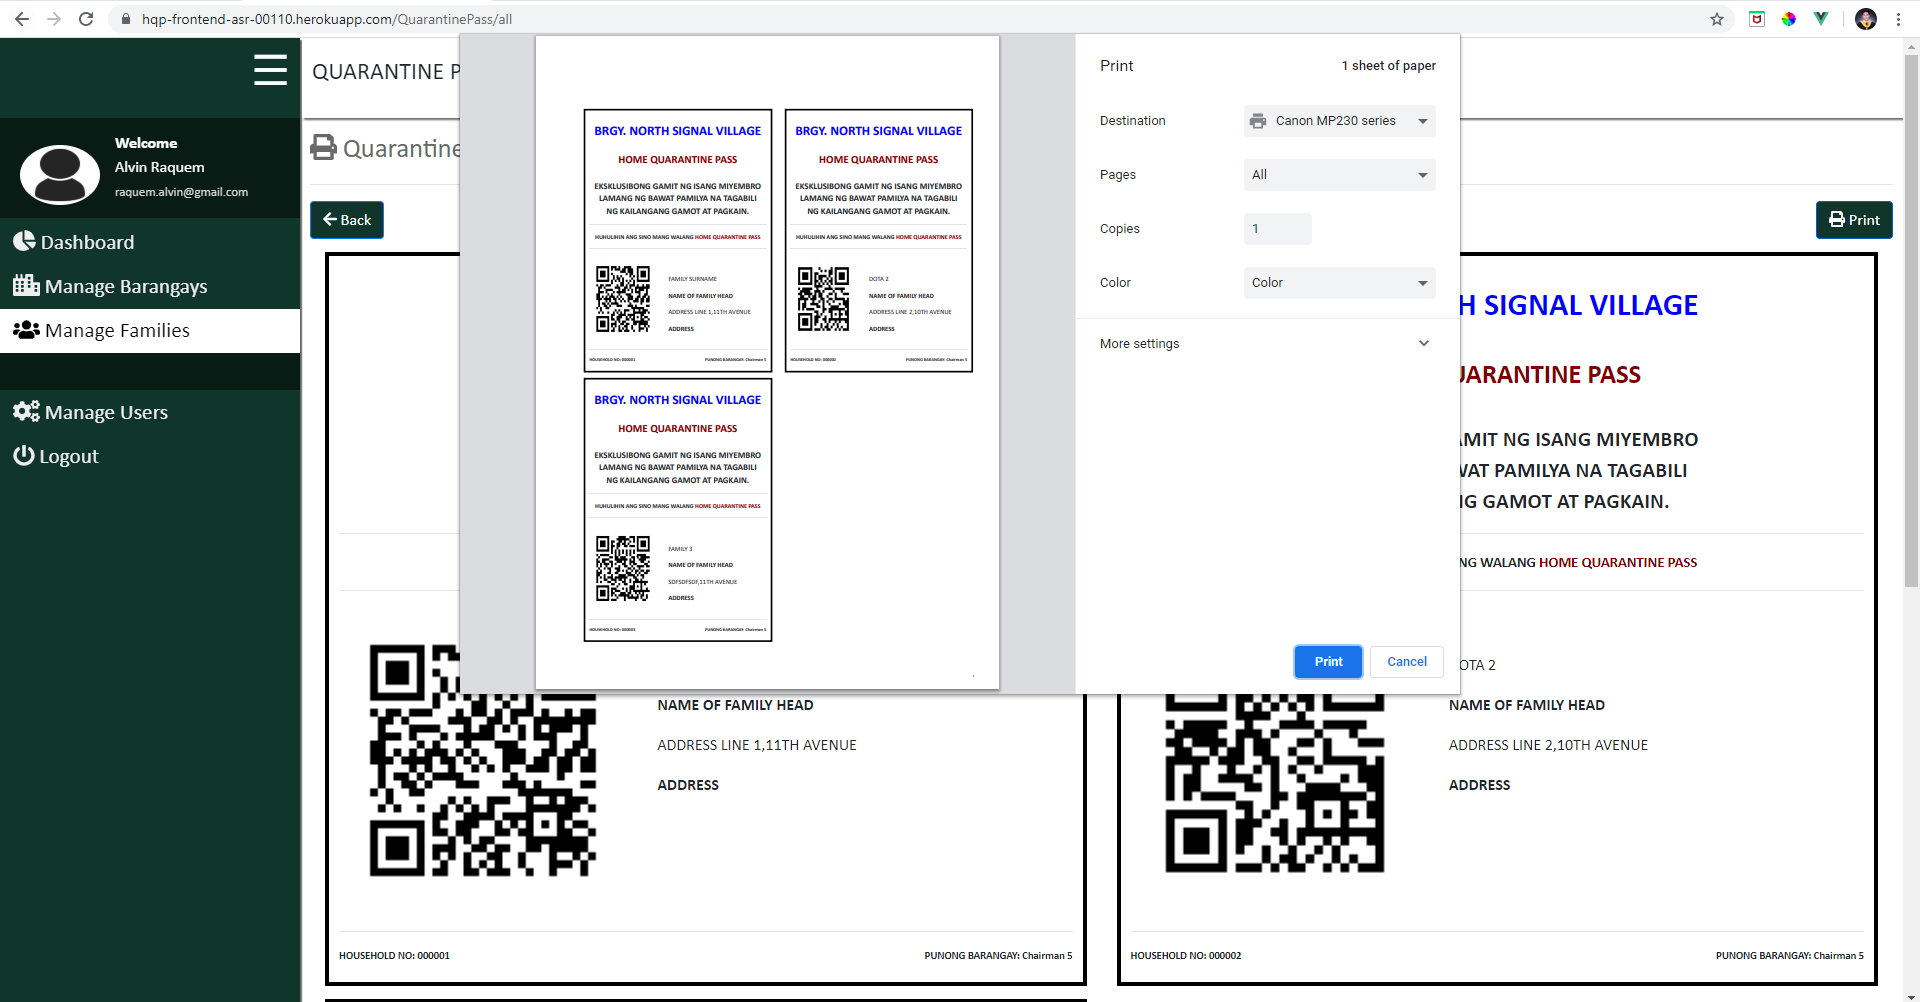 hqp-frontend-asr-00110.herokuapp.com/QuarantinePass/all
QUARANTINE P
Welcome
Alvin Raquem
raquem.alvin@gmail.com
Dashboard
Manage Barangays
Manage Families
Manage Users
Logout
Quarantine
Back
Print
BRGY. NORTH SIGNAL VILLAGE
HOME QUARANTINE PASS
EKSKLUSIBONG GAMIT NG ISANG MIYEMBRO
LAMANG NG BAWAT PAMILYA NA TAGABILI
NG KAILANGANG GAMOT AT PAGKAIN.
HUHULIHIN ANG SINO MANG WALANG HOME QUARANTINE PASS
FAMILY SURNAME
NAME OF FAMILY HEAD
ADDRESS LINE 1,11TH AVENUE
ADDRESS
HOUSEHOLD NO: 000001 PUNONG BARANGAY: Chairman 5
BRGY. NORTH SIGNAL VILLAGE
HOME QUARANTINE PASS
EKSKLUSIBONG GAMIT NG ISANG MIYEMBRO
LAMANG NG BAWAT PAMILYA NA TAGABILI
NG KAILANGANG GAMOT AT PAGKAIN.
HUHULIHIN ANG SINO MANG WALANG HOME QUARANTINE PASS
DOTA 2
NAME OF FAMILY HEAD
ADDRESS LINE 2,10TH AVENUE
ADDRESS
HOUSEHOLD NO: 000002 PUNONG BARANGAY: Chairman 5
BRGY. NORTH SIGNAL VILLAGE
HOME QUARANTINE PASS
EKSKLUSIBONG GAMIT NG ISANG MIYEMBRO
LAMANG NG BAWAT PAMILYA NA TAGABILI
NG KAILANGANG GAMOT AT PAGKAIN.
HUHULIHIN ANG SINO MANG WALANG HOME QUARANTINE PASS
FAMILY 3
NAME OF FAMILY HEAD
SDFSDFSDF,11TH AVENUE
ADDRESS
HOUSEHOLD NO: 000003 PUNONG BARANGAY: Chairman 5
Print 1 sheet of paper
Destination Canon MP230 series
Pages All
Copies 1
Color Color
More settings
Print Cancel
H SIGNAL VILLAGE
UARANTINE PASS
AMIT NG ISANG MIYEMBRO
WAT PAMILYA NA TAGABILI
NG GAMOT AT PAGKAIN.
NG WALANG HOME QUARANTINE PASS
NAME OF FAMILY HEAD
ADDRESS LINE 1,11TH AVENUE
ADDRESS
HOUSEHOLD NO: 000001 PUNONG BARANGAY: Chairman 5
OTA 2
NAME OF FAMILY HEAD
ADDRESS LINE 2,10TH AVENUE
ADDRESS
HOUSEHOLD NO: 000002 PUNONG BARANGAY: Chairman 5